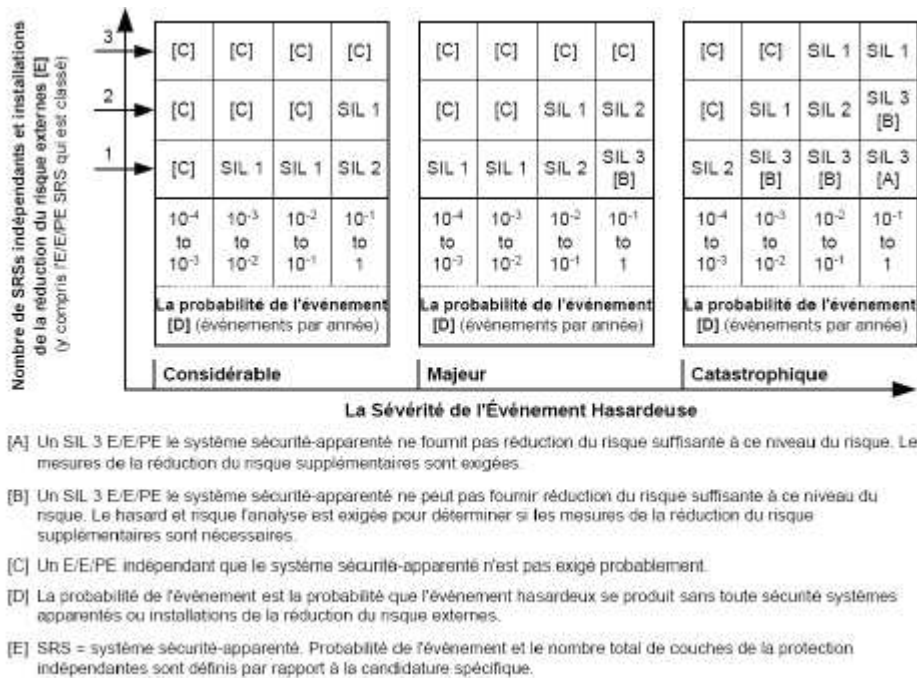 Nombre de SRSs indépendants et installations
de la réduction du risque externes [E]
(y compris l'E/E/PE SRS qui est classé)
3 [C] [C] [C] [C] [C] [C] [C] [C] [C] [C] SIL 1 SIL 1
2 [C] [C] [C] SIL 1 [C] [C] SIL 1 SIL 2 [C] SIL 1 SIL 2 SIL 3 [B]
1 [C] SIL 1 SIL 1 SIL 2 SIL 1 SIL 1 SIL 2 SIL 3 [B] SIL 2 SIL 3 [B] SIL 3 [B] SIL 3 [A]
10-4 10-3 10-2 10-1 10-4 10-3 10-2 10-1 10-4 10-3 10-2 10-1
to to to to to to to to to to to to
10-3 10-2 10-1 1 10-3 10-2 10-1 1 10-3 10-2 10-1 1
La probabilité de l'événement La probabilité de l'événement La probabilité de l'événement
[D] (événements par année) [D] (événements par année) [D] (événements par année)
Considérable Majeur Catastrophique
La Sévérité de l'Événement Hasardeuse
[A] Un SIL 3 E/E/PE le système sécurité-apparenté ne fournit pas réduction du risque suffisante à ce niveau du risque. Le
mesures de la réduction du risque supplémentaires sont exigées.
[B] Un SIL 3 E/E/PE le système sécurité-apparenté ne peut pas fournir réduction du risque suffisante à ce niveau du
risque. Le hasard et risque l'analyse est exigée pour déterminer si les mesures de la réduction du risque
supplémentaires sont nécessaires.
[C] Un E/E/PE indépendant que le système sécurité-apparenté n'est pas exigé probablement.
[D] La probabilité de l'événement est la probabilité que l'événement hasardeux se produit sans toute sécurité systèmes
apparentés ou installations de la réduction du risque externes.
[E] SRS = système sécurité-apparenté. Probabilité de l'événement et le nombre total de couches de la protection
indépendantes sont définis par rapport à la candidature spécifique.